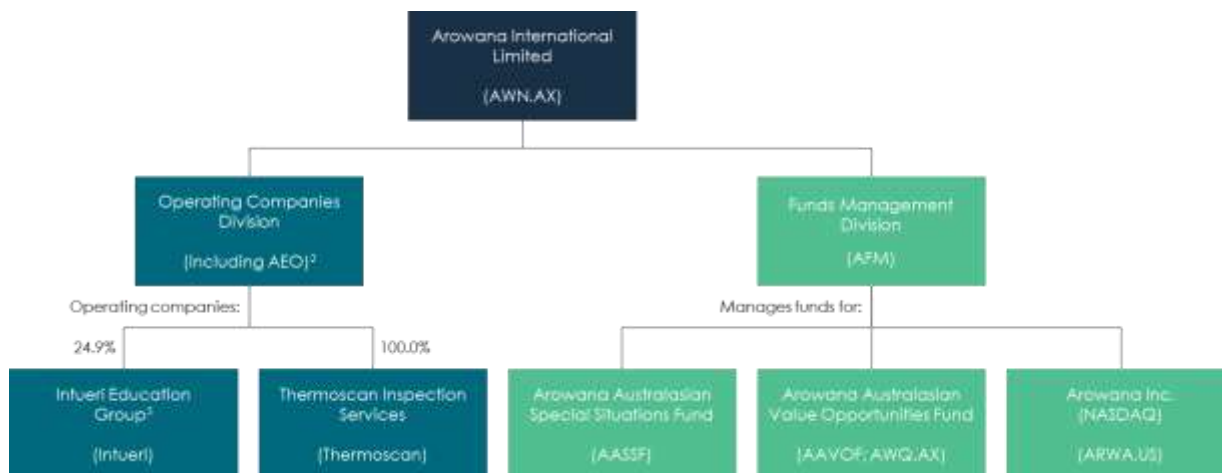 Arowana International
Limited
(AWN.AX)
Operating Companies
Division
(Including AEO)²
Funds Management
Division
(AFM)
Operating companies:
Manages funds for:
24.9%
100.0%
Intueri Education
Group³
(Intueri)
Thermoscan Inspection
Services
(Thermoscan)
Arowana Australasian
Special Situations Fund
(AASSF)
Arowana Australasian
Value Opportunities Fund
(AAVOF; AWQ.AX)
Arowana Inc.
(NASDAQ)
(ARWA.US)